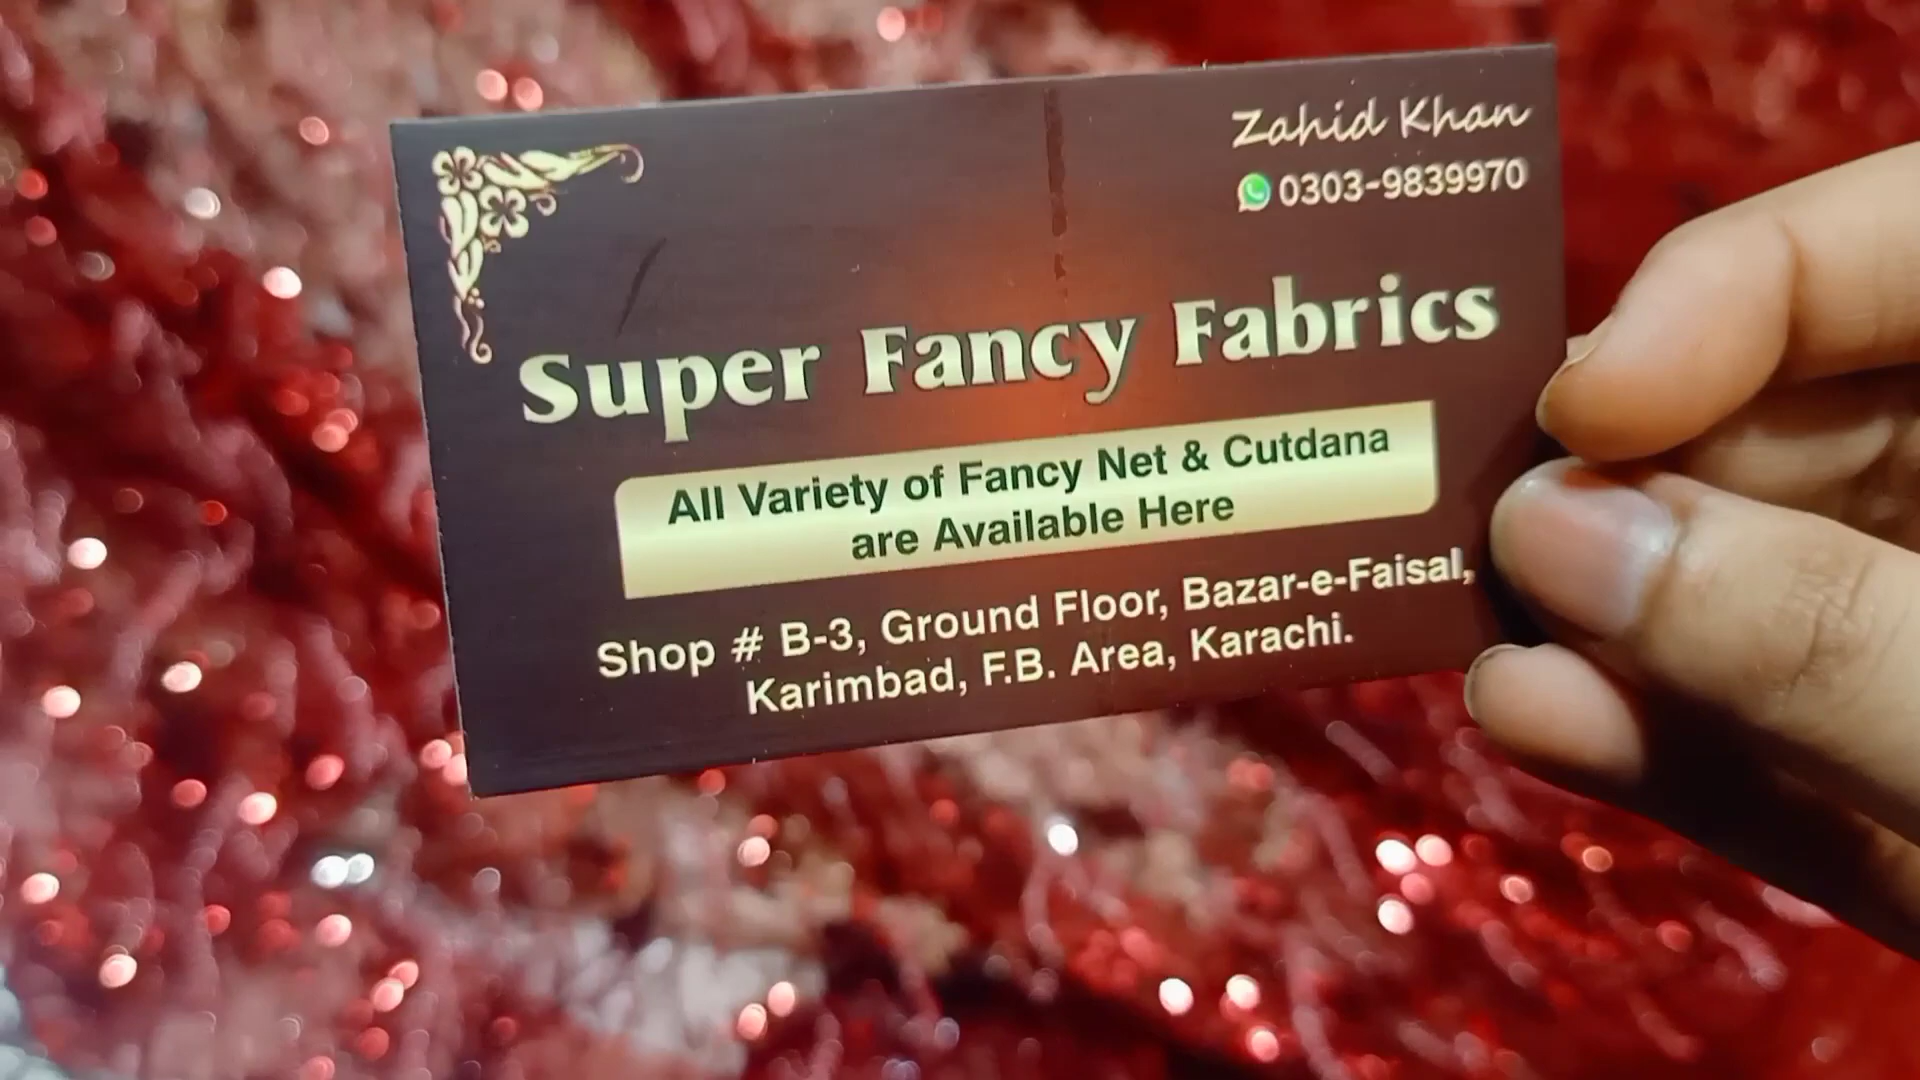 Zahid Khan
0303-9839970
Super Fancy Fabrics
All Variety of Fancy Net & Cutdana
are Available Here
Shop # B-3, Ground Floor, Bazar-e-Faisal,
Karimbad, F.B. Area, Karachi.